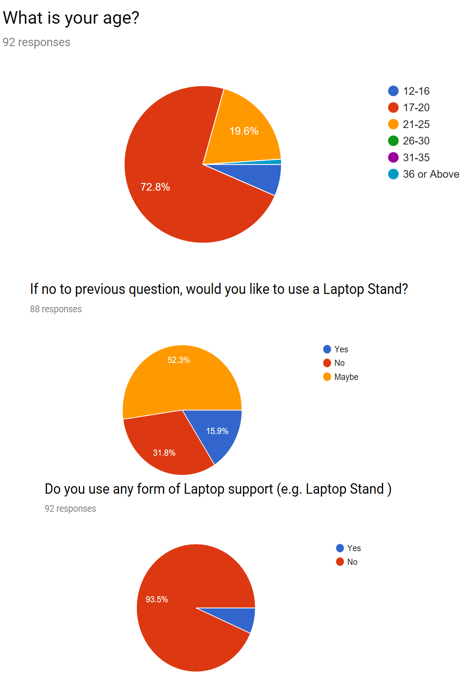 What is your age?
92 responses
12-16
17-20
21-25
26-30
31-35
36 or Above
19.6%
72.8%
If no to previous question, would you like to use a Laptop Stand?
88 responses
Yes
No
Maybe
52.3%
15.9%
31.8%
Do you use any form of Laptop support (e.g. Laptop Stand )
92 responses
Yes
No
93.5%